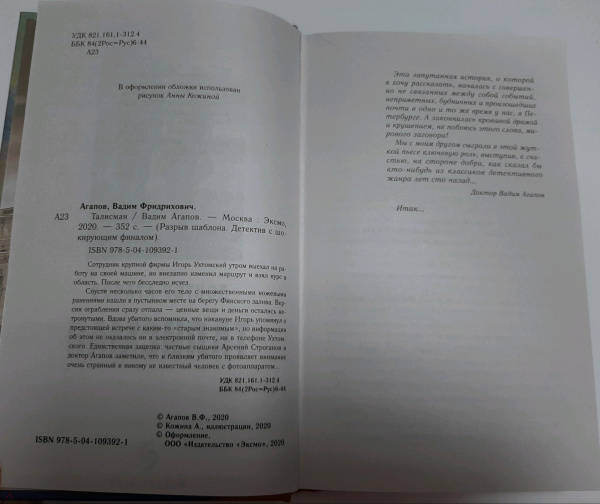 УДК 821.161.1-312.4
ББК 84(2Рос=Рус)6-44
А23
В оформлении обложки использован
рисунок Анны Кожиной
Агапов, Вадим Фридрихович.
А23 Талисман / Вадим Агапов. — Москва : Эксмо,
2020. — 352 с. — (Разрыв шаблона. Детектив с шо-
кирующим финалом).
ISBN 978-5-04-109392-1
Сотрудник крупной фирмы Игорь Ухтомский утром выехал на ра-
боту на своей машине, но внезапно изменил маршрут и взял курс в
область. После чего бесследно исчез.
Спустя несколько часов его тело с множественными ножевыми
ранениями нашли в пустынном месте на берегу Финского залива. Вер-
сия ограбления сразу отпала — ценные вещи и деньги остались не-
тронутыми. Вдова убитого вспомнила, что накануне Игорь упомянул о
предстоящей встрече с каким-то «старым знакомым», но информации
об этом не оказалось ни в электронной почте, ни на телефоне Ухтом-
ского. Единственная зацепка: частные сыщики Арсений Строганов и
доктор Агапов заметили, что к близким убитого проявляет внимание
очень странный и никому не известный человек с фотоаппаратом...
УДК 821.161.1-312.4
ББК 84(2Рос=Рус)6-44
© Агапов В.Ф., 2020
© Кожина А., иллюстрации, 2020
© Оформление.
ISBN 978-5-04-109392-1 ООО «Издательство «Эксмо», 2020
Эта запутанная история, о которой
я хочу рассказать, началась с совершен-
но не связанных между собой событий,
неприметных, будничных и произошедших
почти в одно и то же время у нас, в Пе-
тербурге. А закончилась кровавой драмой
и крушением, не побоюсь этого слова, ми-
рового заговора!
Мы с моим другом сыграли в этой жут-
кой пьесе ключевую роль, выступив, к сча-
стью, на стороне добра, как сказал бы
кто-нибудь из классиков детективного
жанра лет сто назад...
Доктор Вадим Агапов
Итак...